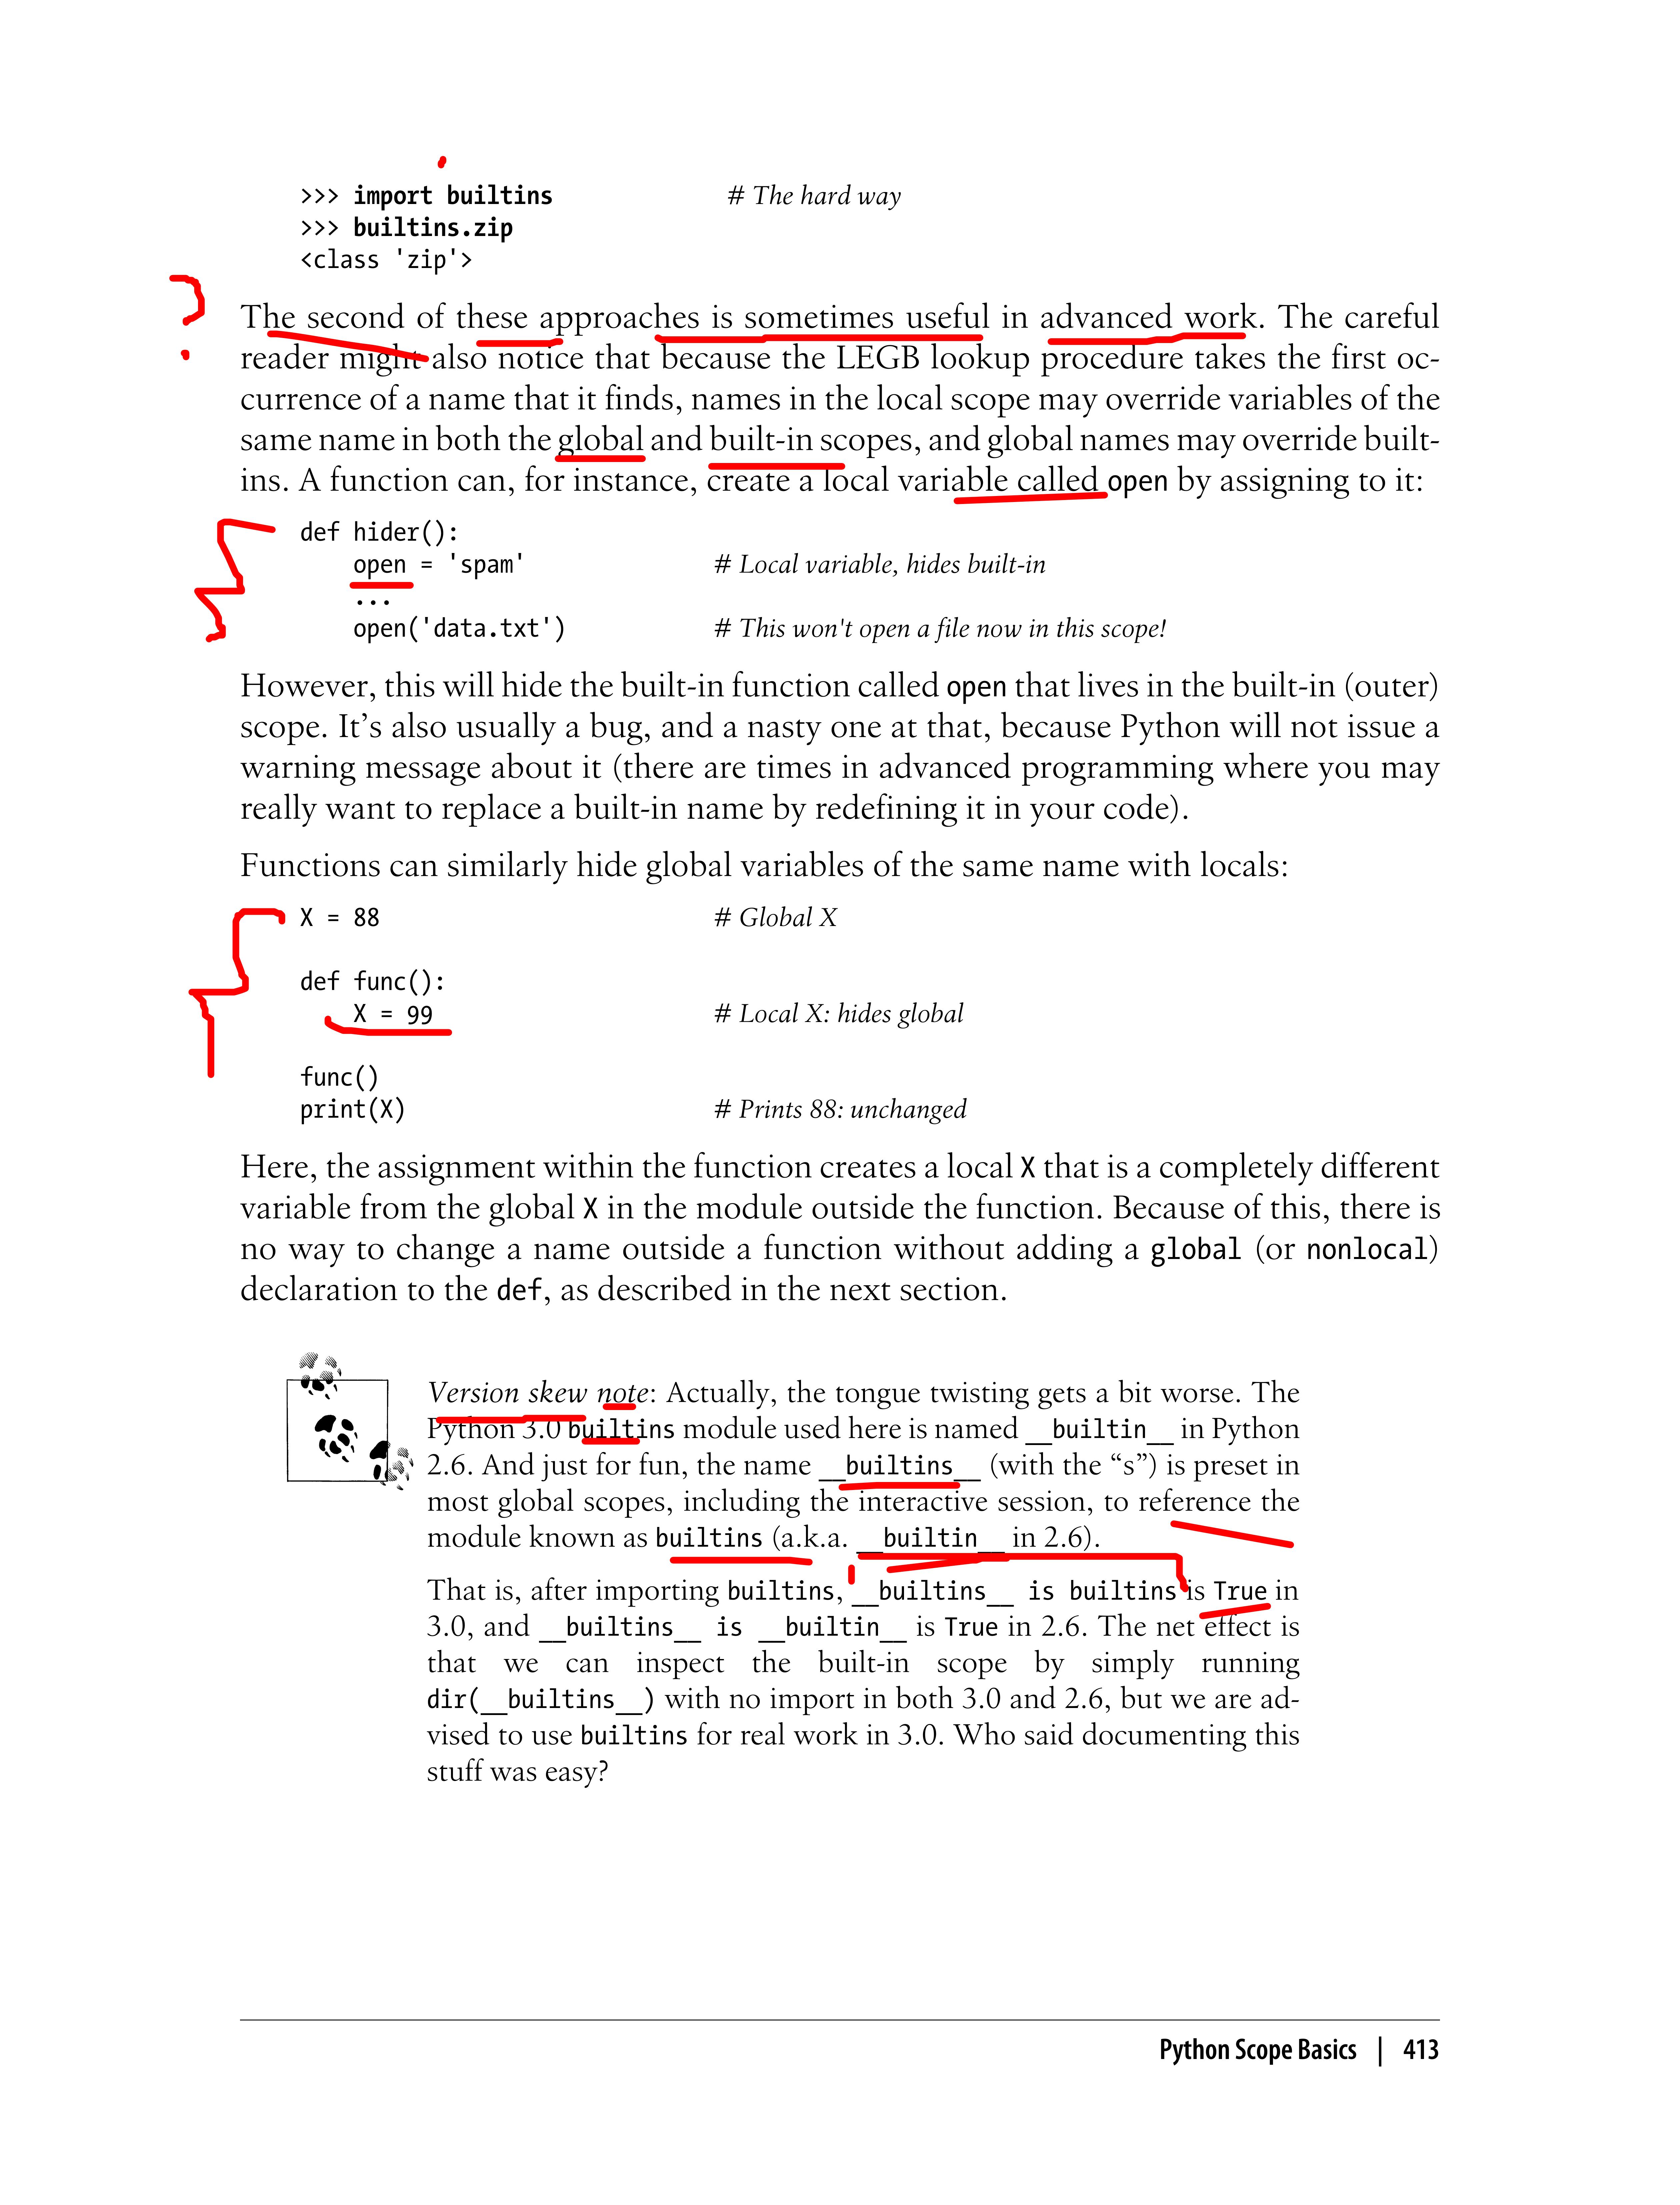 >>> import builtins # The hard way
>>> builtins.zip
<class 'zip'>
The second of these approaches is sometimes useful in advanced work. The careful
reader might also notice that because the LEGB lookup procedure takes the first oc-
currence of a name that it finds, names in the local scope may override variables of the
same name in both the global and built-in scopes, and global names may override built-
ins. A function can, for instance, create a local variable called open by assigning to it:
def hider():
    open = 'spam' # Local variable, hides built-in
    ...
    open('data.txt') # This won't open a file now in this scope!
However, this will hide the built-in function called open that lives in the built-in (outer)
scope. It’s also usually a bug, and a nasty one at that, because Python will not issue a
warning message about it (there are times in advanced programming where you may
really want to replace a built-in name by redefining it in your code).
Functions can similarly hide global variables of the same name with locals:
X = 88 # Global X
def func():
    X = 99 # Local X: hides global
func()
print(X) # Prints 88: unchanged
Here, the assignment within the function creates a local X that is a completely different
variable from the global X in the module outside the function. Because of this, there is
no way to change a name outside a function without adding a global (or nonlocal)
declaration to the def, as described in the next section.
Version skew note: Actually, the tongue twisting gets a bit worse. The
Python 3.0 builtins module used here is named __builtin__ in Python
2.6. And just for fun, the name __builtins__ (with the “s”) is preset in
most global scopes, including the interactive session, to reference the
module known as builtins (a.k.a. __builtin__ in 2.6).
That is, after importing builtins, __builtins__ is builtins is True in
3.0, and __builtins__ is __builtin__ is True in 2.6. The net effect is
that we can inspect the built-in scope by simply running
dir(__builtins__) with no import in both 3.0 and 2.6, but we are ad-
vised to use builtins for real work in 3.0. Who said documenting this
stuff was easy?
Python Scope Basics | 413